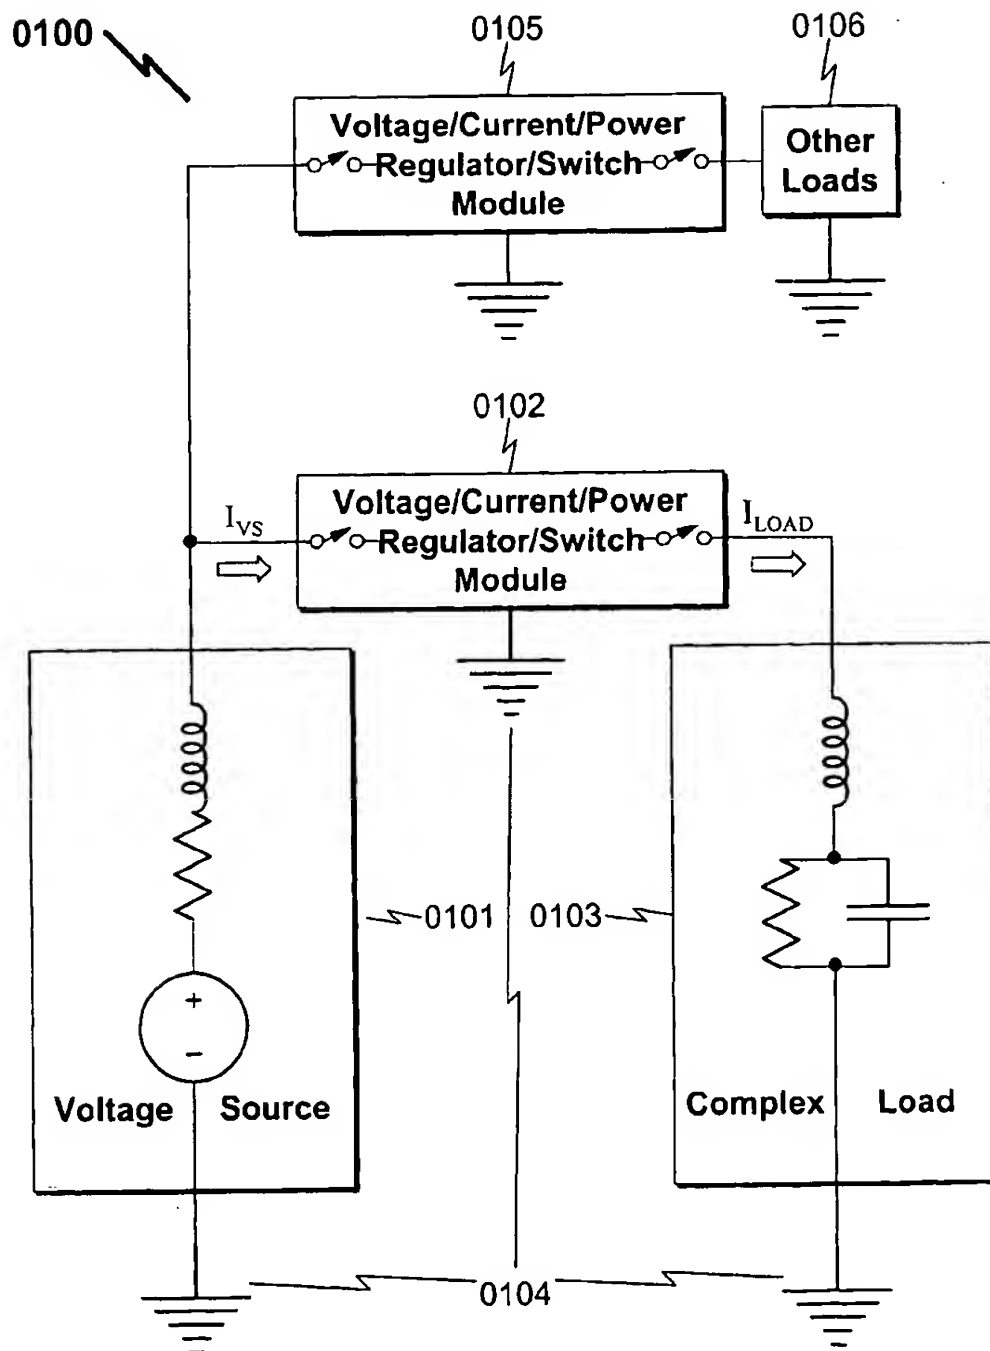 0100
0105
0106
Voltage/Current/Power
Regulator/Switch
Module
Other
Loads
0102
Voltage/Current/Power
Regulator/Switch
Module
I_VS
I_LOAD
0101
0103
+
−
Voltage Source
Complex Load
0104